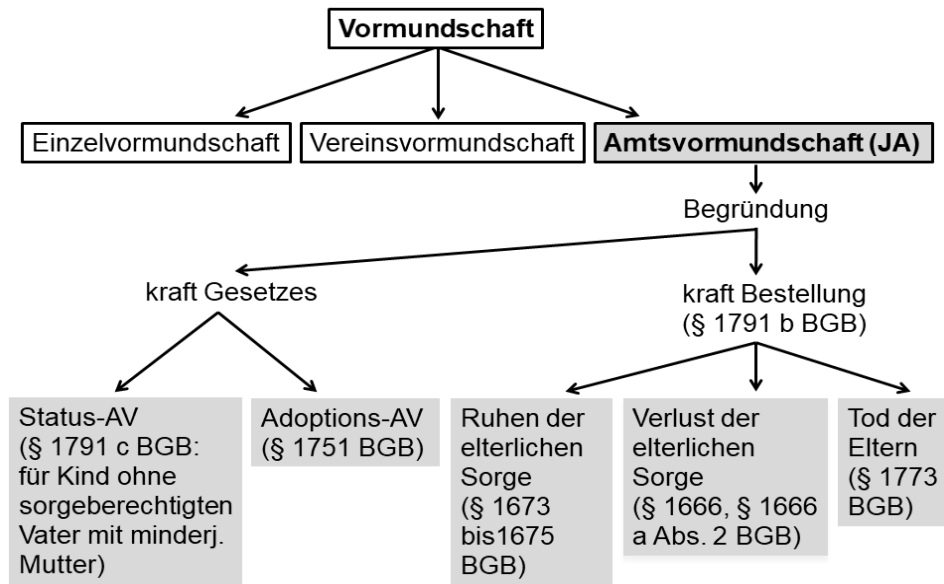 Vormundschaft
Einzelvormundschaft
Vereinsvormundschaft
Amtsvormundschaft (JA)
Begründung
kraft Gesetzes
kraft Bestellung
(§ 1791 b BGB)
Status-AV
(§ 1791 c BGB:
für Kind ohne
sorgeberechtigten
Vater mit minderj.
Mutter)
Adoptions-AV
(§ 1751 BGB)
Ruhen der
elterlichen
Sorge
(§ 1673
bis1675
BGB)
Verlust der
elterlichen
Sorge
(§ 1666, § 1666
a Abs. 2 BGB)
Tod der
Eltern
(§ 1773
BGB)